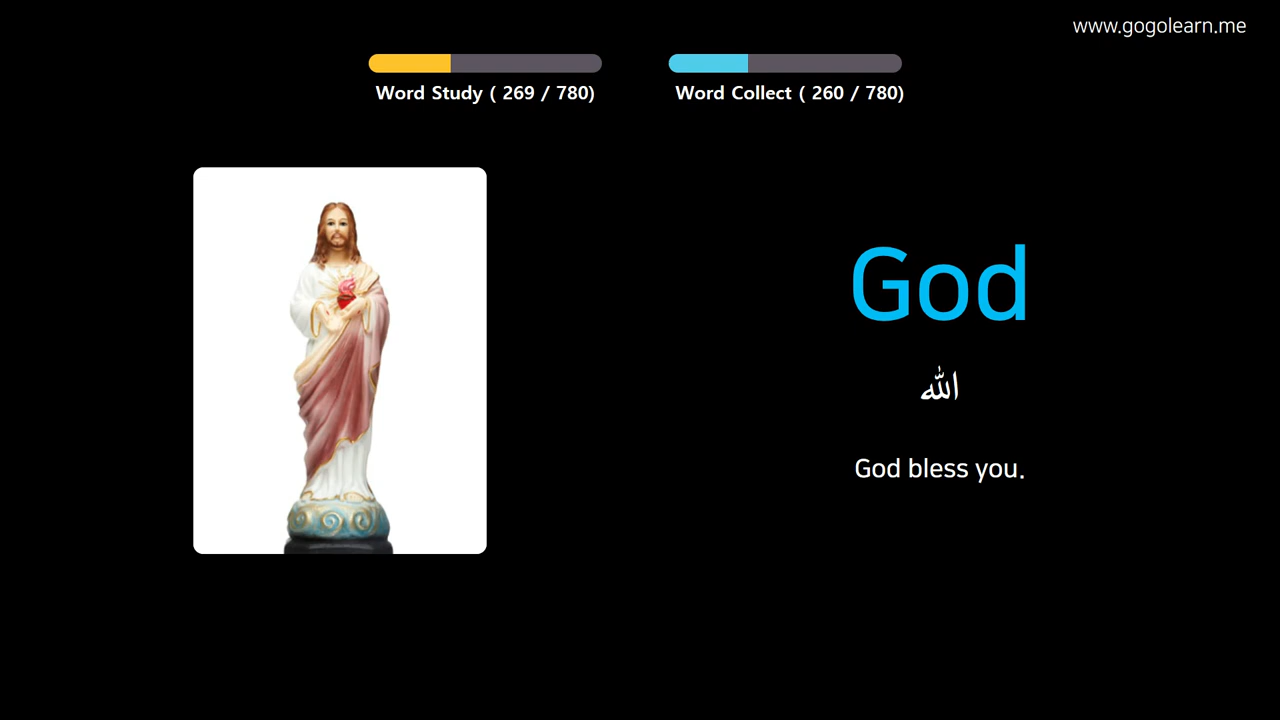 www.gogolearn.me
Word Study ( 269 / 780)
Word Collect ( 260 / 780)
God
الله
God bless you.